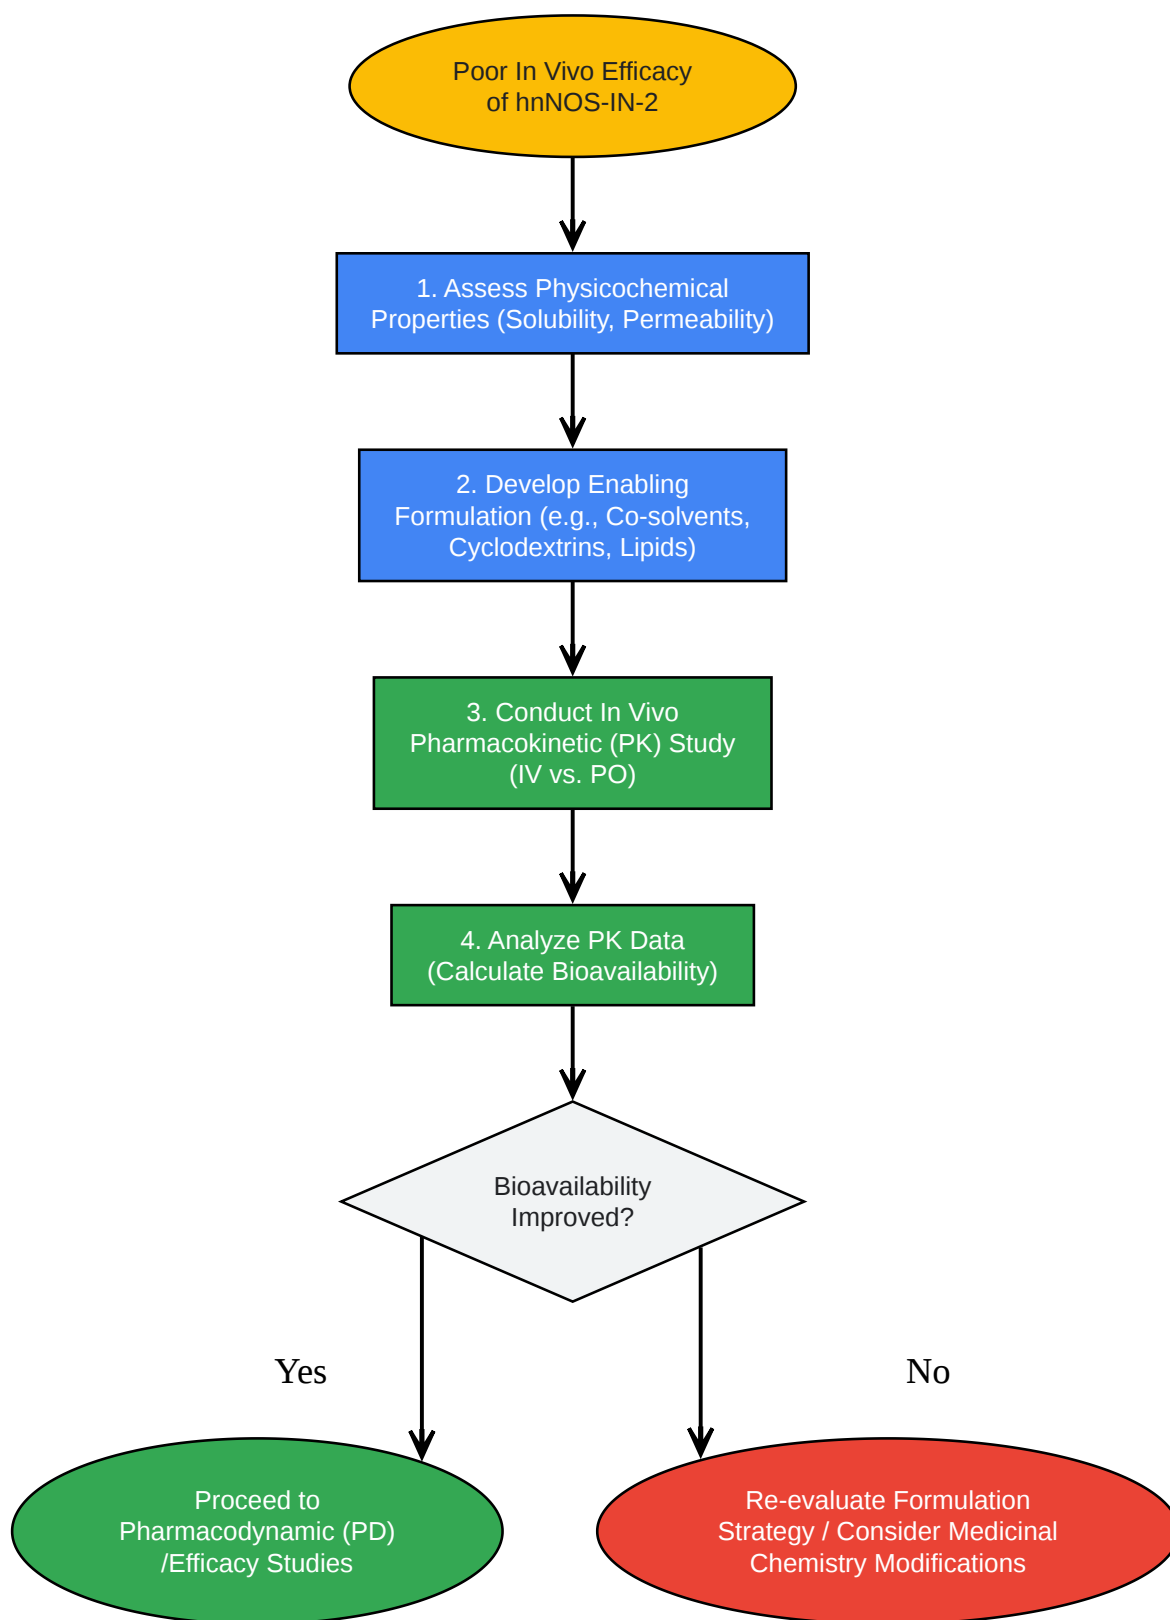 Poor In Vivo Efficacy
of hnNOS-IN-2
1. Assess Physicochemical
Properties (Solubility, Permeability)
2. Develop Enabling
Formulation (e.g., Co-solvents,
Cyclodextrins, Lipids)
3. Conduct In Vivo
Pharmacokinetic (PK) Study
(IV vs. PO)
4. Analyze PK Data
(Calculate Bioavailability)
Bioavailability
Improved?
Yes
No
Proceed to
Pharmacodynamic (PD)
/Efficacy Studies
Re-evaluate Formulation
Strategy / Consider Medicinal
Chemistry Modifications